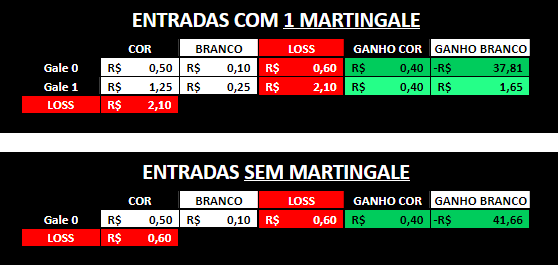 ENTRADAS COM 1 MARTINGALE
COR BRANCO LOSS GANHO COR GANHO BRANCO
Gale 0 R$ 0,50 R$ 0,10 R$ 0,60 R$ 0,40 -R$ 37,81
Gale 1 R$ 1,25 R$ 0,25 R$ 2,10 R$ 0,40 R$ 1,65
LOSS R$ 2,10
ENTRADAS SEM MARTINGALE
COR BRANCO LOSS GANHO COR GANHO BRANCO
Gale 0 R$ 0,50 R$ 0,10 R$ 0,60 R$ 0,40 -R$ 41,66
LOSS R$ 0,60